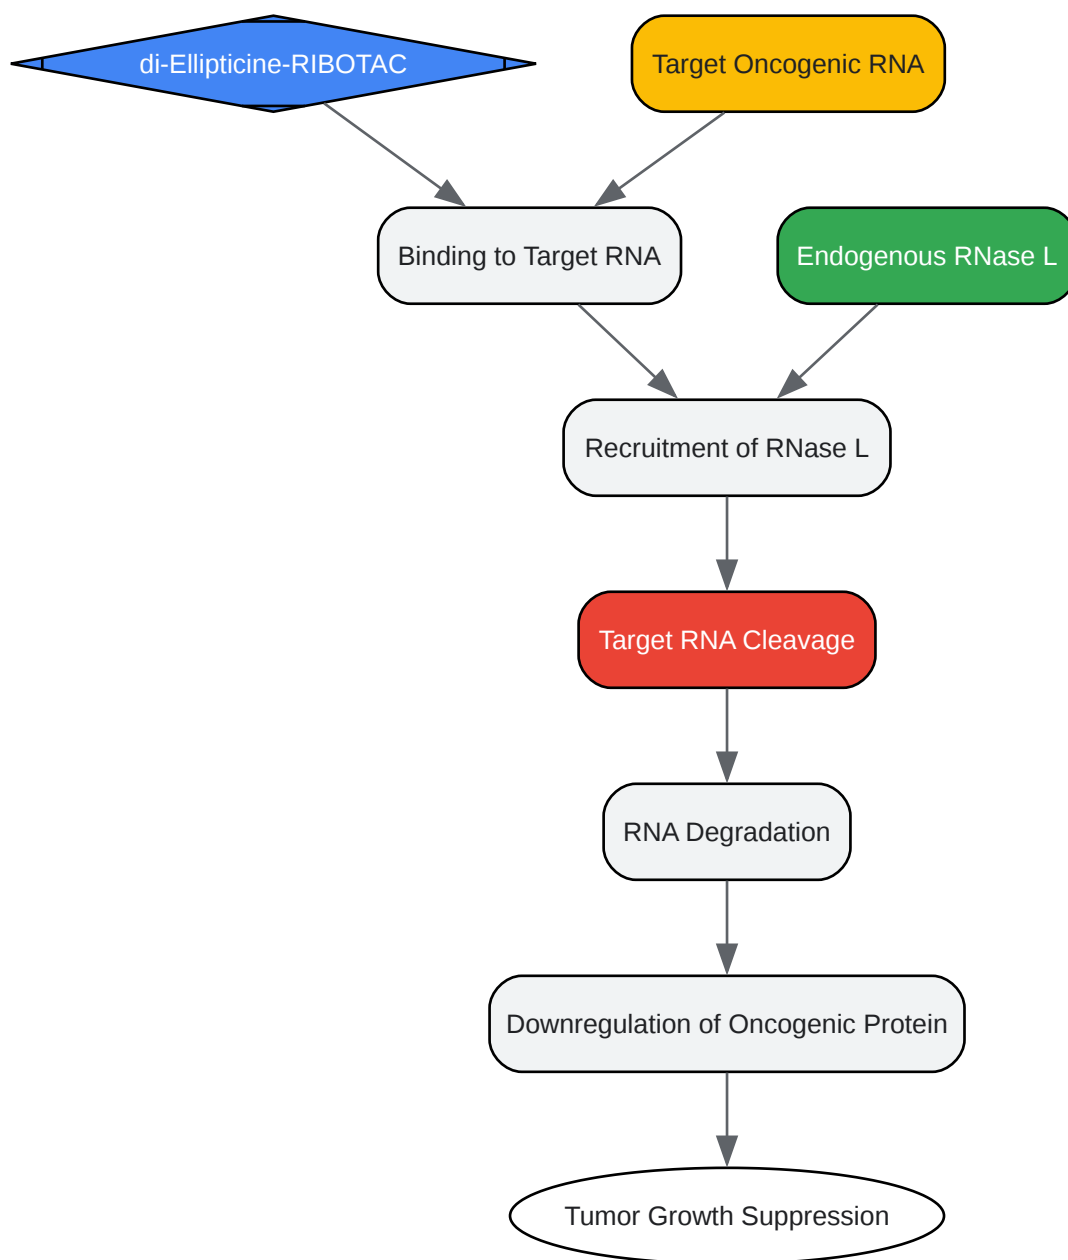 di-Ellipticine-RIBOTAC
Target Oncogenic RNA
Binding to Target RNA
Endogenous RNase L
Recruitment of RNase L
Target RNA Cleavage
RNA Degradation
Downregulation of Oncogenic Protein
Tumor Growth Suppression